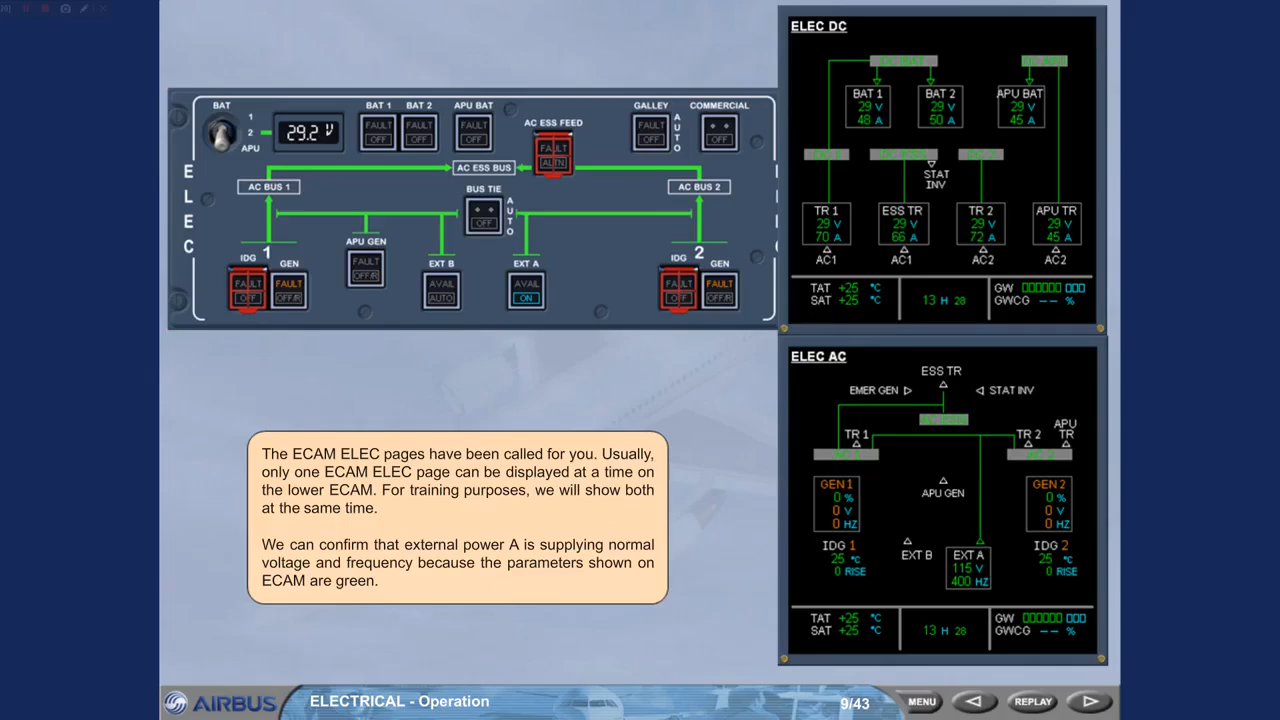 BAT
1
2
APU
29.2 V
BAT 1
FAULT
OFF
BAT 2
FAULT
OFF
APU BAT
FAULT
OFF
AC ESS FEED
FAULT
ALTN
GALLEY
FAULT
OFF
AUTO
COMMERCIAL
OFF
ELEC
AC BUS 1
AC ESS BUS
AC BUS 2
BUS TIE
OFF
AUTO
APU GEN
FAULT
OFF/R
1
IDG
FAULT
OFF
GEN
FAULT
OFF/R
EXT B
AVAIL
AUTO
EXT A
AVAIL
ON
2
IDG
FAULT
OFF
GEN
FAULT
OFF/R
ELEC DC
BAT 1
29 V
48 A
BAT 2
29 V
50 A
APU BAT
29 V
45 A
STAT
INV
TR 1
29 V
70 A
AC1
ESS TR
29 V
66 A
AC1
TR 2
29 V
72 A
AC2
APU TR
29 V
45 A
AC2
TAT +25 °C
SAT +25 °C
13 H 28
GW
GWCG -- %
ELEC AC
ESS TR
EMER GEN
STAT INV
TR 1
TR 2
APU
TR
AC 1
AC 2
GEN 1
0 %
0 V
0 HZ
APU GEN
GEN 2
0 %
0 V
0 HZ
IDG 1
25 °C
0 RISE
EXT B
EXT A
115 V
400 HZ
IDG 2
25 °C
0 RISE
TAT +25 °C
SAT +25 °C
13 H 28
GW
GWCG -- %
The ECAM ELEC pages have been called for you. Usually,
only one ECAM ELEC page can be displayed at a time on
the lower ECAM. For training purposes, we will show both
at the same time.
We can confirm that external power A is supplying normal
voltage and frequency because the parameters shown on
ECAM are green.
AIRBUS
ELECTRICAL - Operation
9/43
MENU
REPLAY